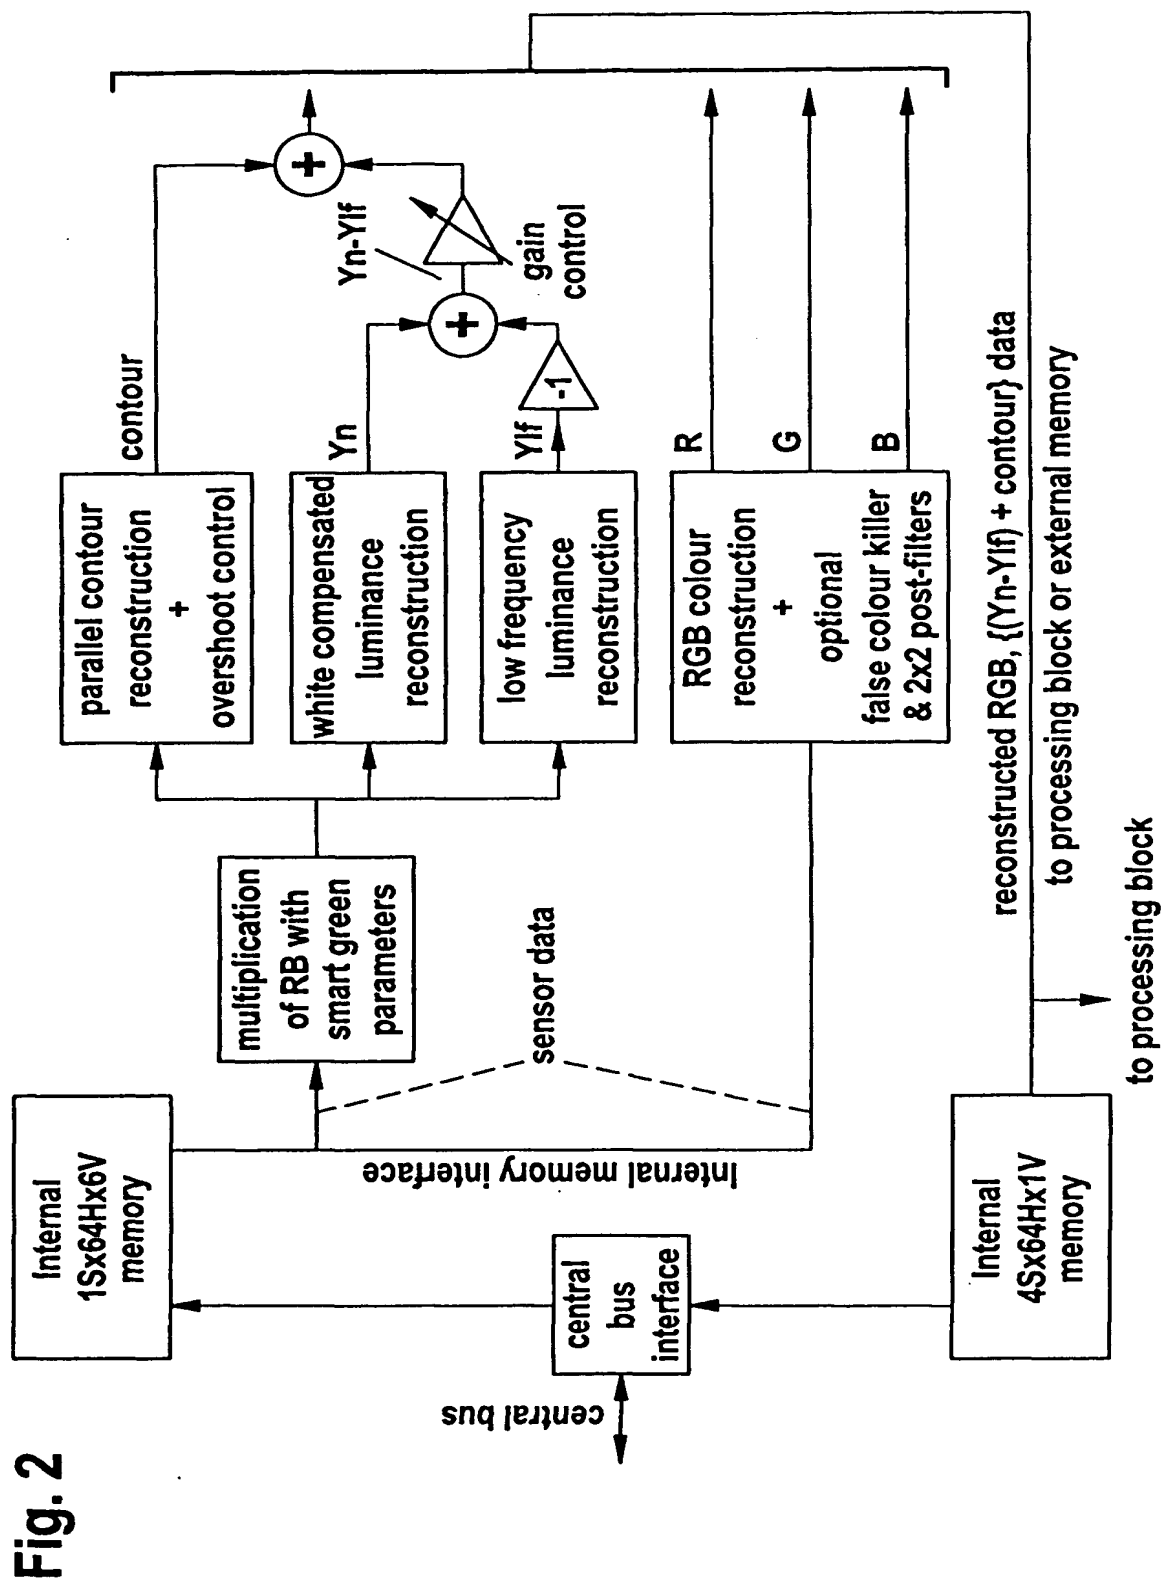 Fig. 2
central bus
central
bus
interface
Internal
1Sx64Hx6V
memory
Internal memory interface
sensor data
multiplication
of RB with
smart green
parameters
parallel contour
reconstruction
+
overshoot control
white compensated
luminance
reconstruction
low frequency
luminance
reconstruction
RGB colour
reconstruction
+
optional
false colour killer
& 2x2 post-filters
contour
Yn
Ylf
-1
+
Yn-Ylf
gain
control
+
R
G
B
Internal
4Sx64Hx1V
memory
reconstructed RGB, {(Yn-Ylf) + contour} data
to processing block or external memory
to processing block